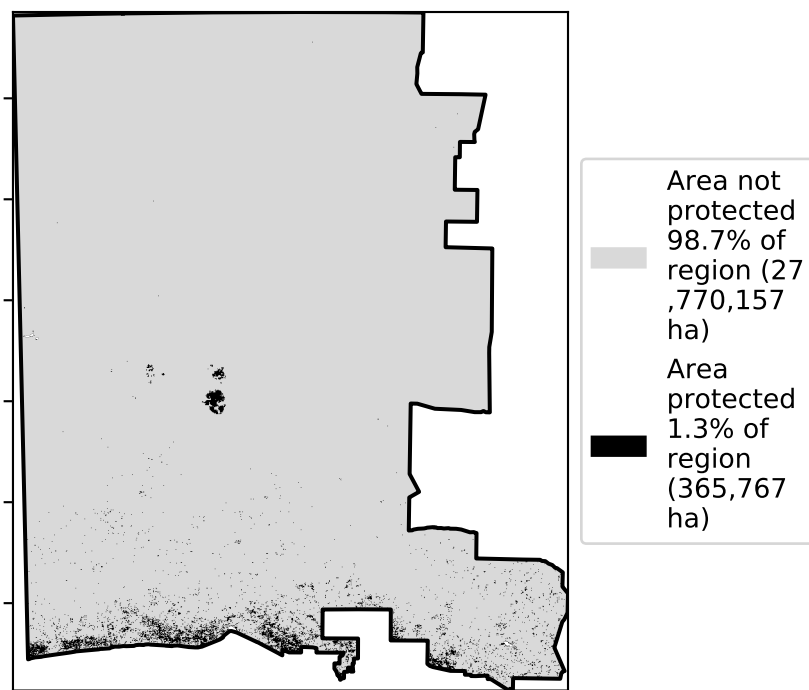 Area not
protected
98.7% of
region (27
,770,157
ha)
Area
protected
1.3% of
region
(365,767
ha)